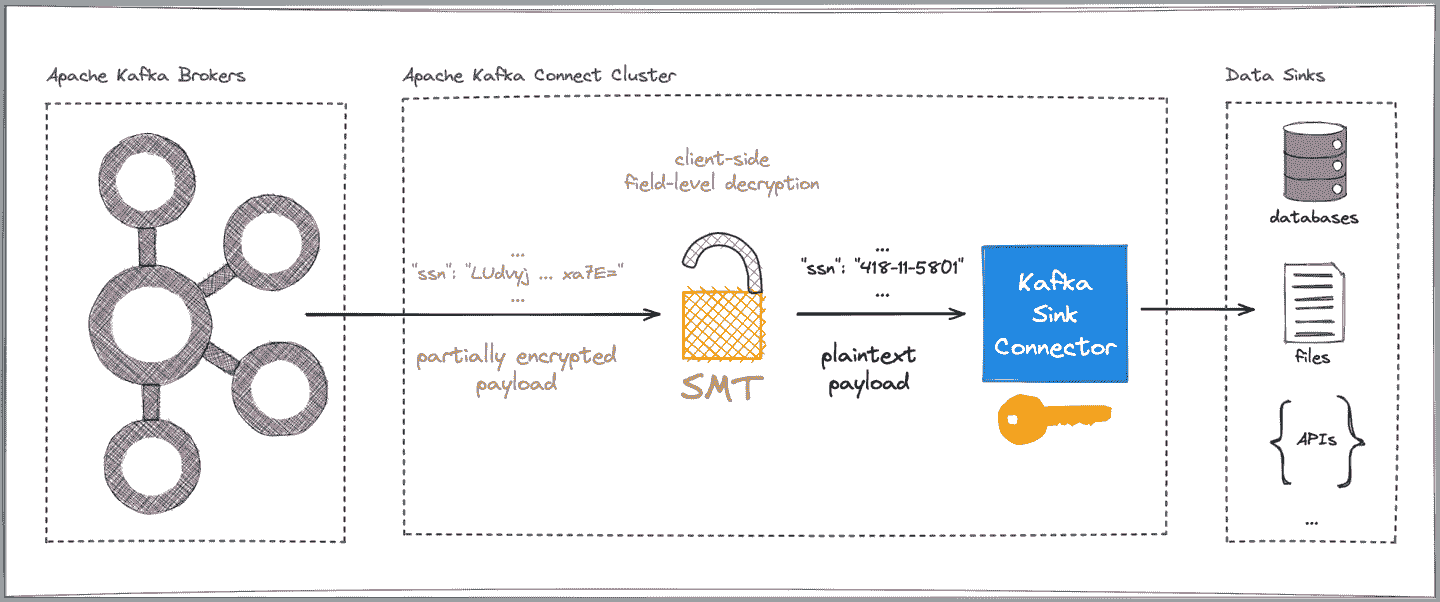 Apache Kafka Brokers
Apache Kafka Connect Cluster
Data Sinks
client-side
field-level decryption
...
"ssn": "LUdvyj ... xa7E="
...
partially encrypted
payload
SMT
...
"ssn": "418-11-5801"
...
plaintext
payload
Kafka
Sink
Connector
databases
files
{ APIs }
...